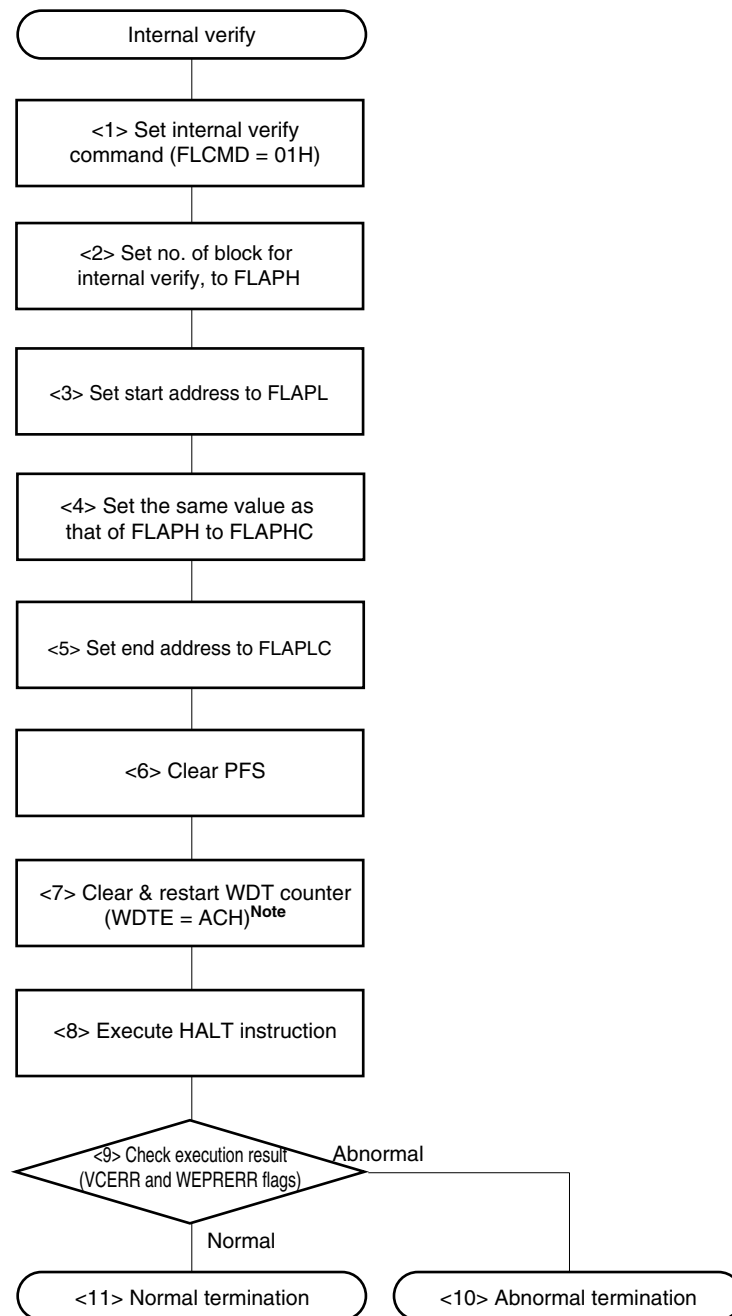 Internal verify
<1> Set internal verify
command (FLCMD = 01H)
<2> Set no. of block for
internal verify, to FLAPH
<3> Set start address to FLAPL
<4> Set the same value as
that of FLAPH to FLAPHC
<5> Set end address to FLAPLC
<6> Clear PFS
<7> Clear & restart WDT counter
(WDTE = ACH)Note
<8> Execute HALT instruction
<9> Check execution result
(VCERR and WEPRERR flags)
Abnormal
Normal
<11> Normal termination
<10> Abnormal termination